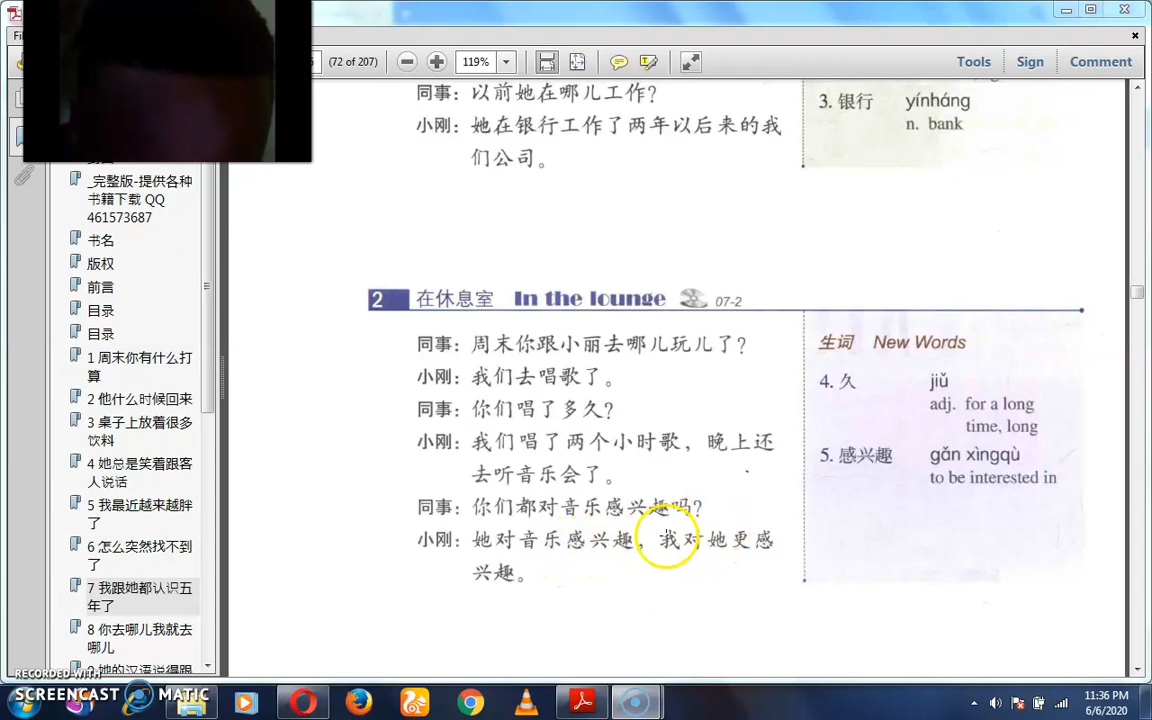 Fil
(72 of 207)
119%
Tools
Sign
Comment
同事：以前她在哪儿工作？
小刚：她在银行工作了两年以后来的我
们公司。
3. 银行 yínháng
n. bank
_完整版-提供各种
书籍下载 QQ
461573687
书名
版权
前言
目录
目录
1 周末你有什么打
算
2 他什么时候回来
3 桌子上放着很多
饮料
4 她总是笑着跟客
人说话
5 我最近越来越胖
了
6 怎么突然找不到
了
7 我跟她都认识五
年了
8 你去哪儿我就去
哪儿
9 她的汉语说得跟
2 在休息室 In the lounge 07-2
同事：周末你跟小丽去哪儿玩儿了？
小刚：我们去唱歌了。
同事：你们唱了多久？
小刚：我们唱了两个小时歌，晚上还
去听音乐会了。
同事：你们都对音乐感兴趣吗？
小刚：她对音乐感兴趣，我对她更感
兴趣。
生词 New Words
4. 久 jiǔ
adj. for a long
time, long
5. 感兴趣 gǎn xìngqù
to be interested in
RECORDED WITH
SCREENCAST MATIC
11:36 PM
6/6/2020